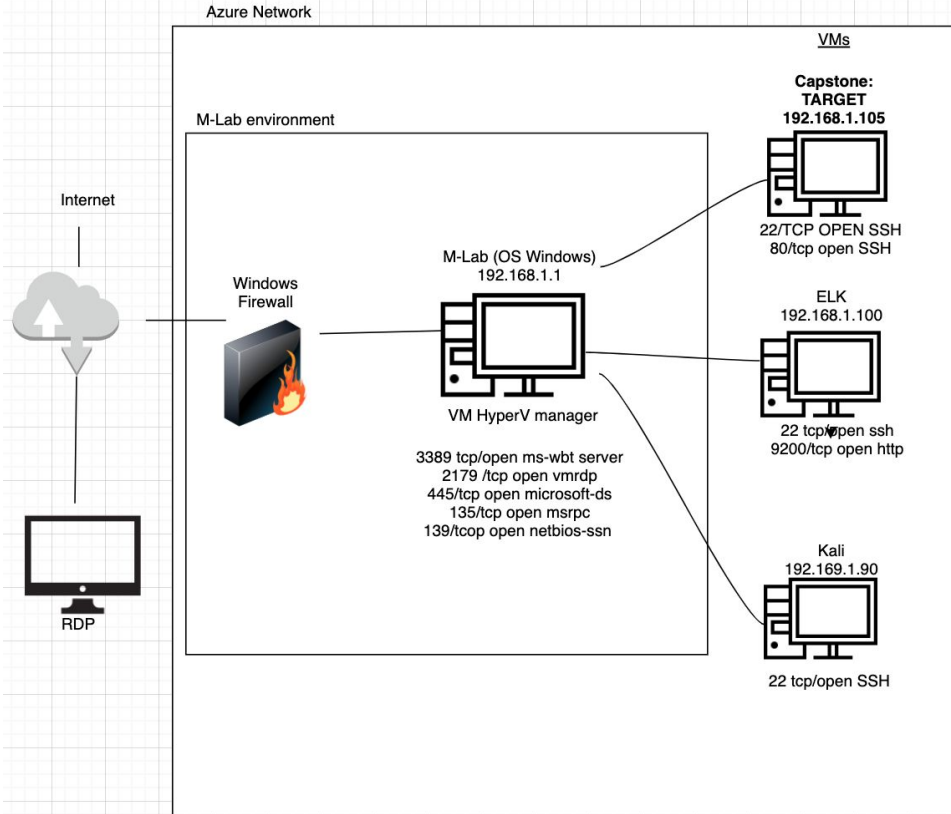 Azure Network
VMs
Capstone:
TARGET
192.168.1.105
22/TCP OPEN SSH
80/tcp open SSH
M-Lab environment
Internet
Windows
Firewall
M-Lab (OS Windows)
192.168.1.1
VM HyperV manager
3389 tcp/open ms-wbt server
2179 /tcp open vmrdp
445/tcp open microsoft-ds
135/tcp open msrpc
139/tcop open netbios-ssn
ELK
192.168.1.100
22 tcp/open ssh
9200/tcp open http
Kali
192.169.1.90
22 tcp/open SSH
RDP